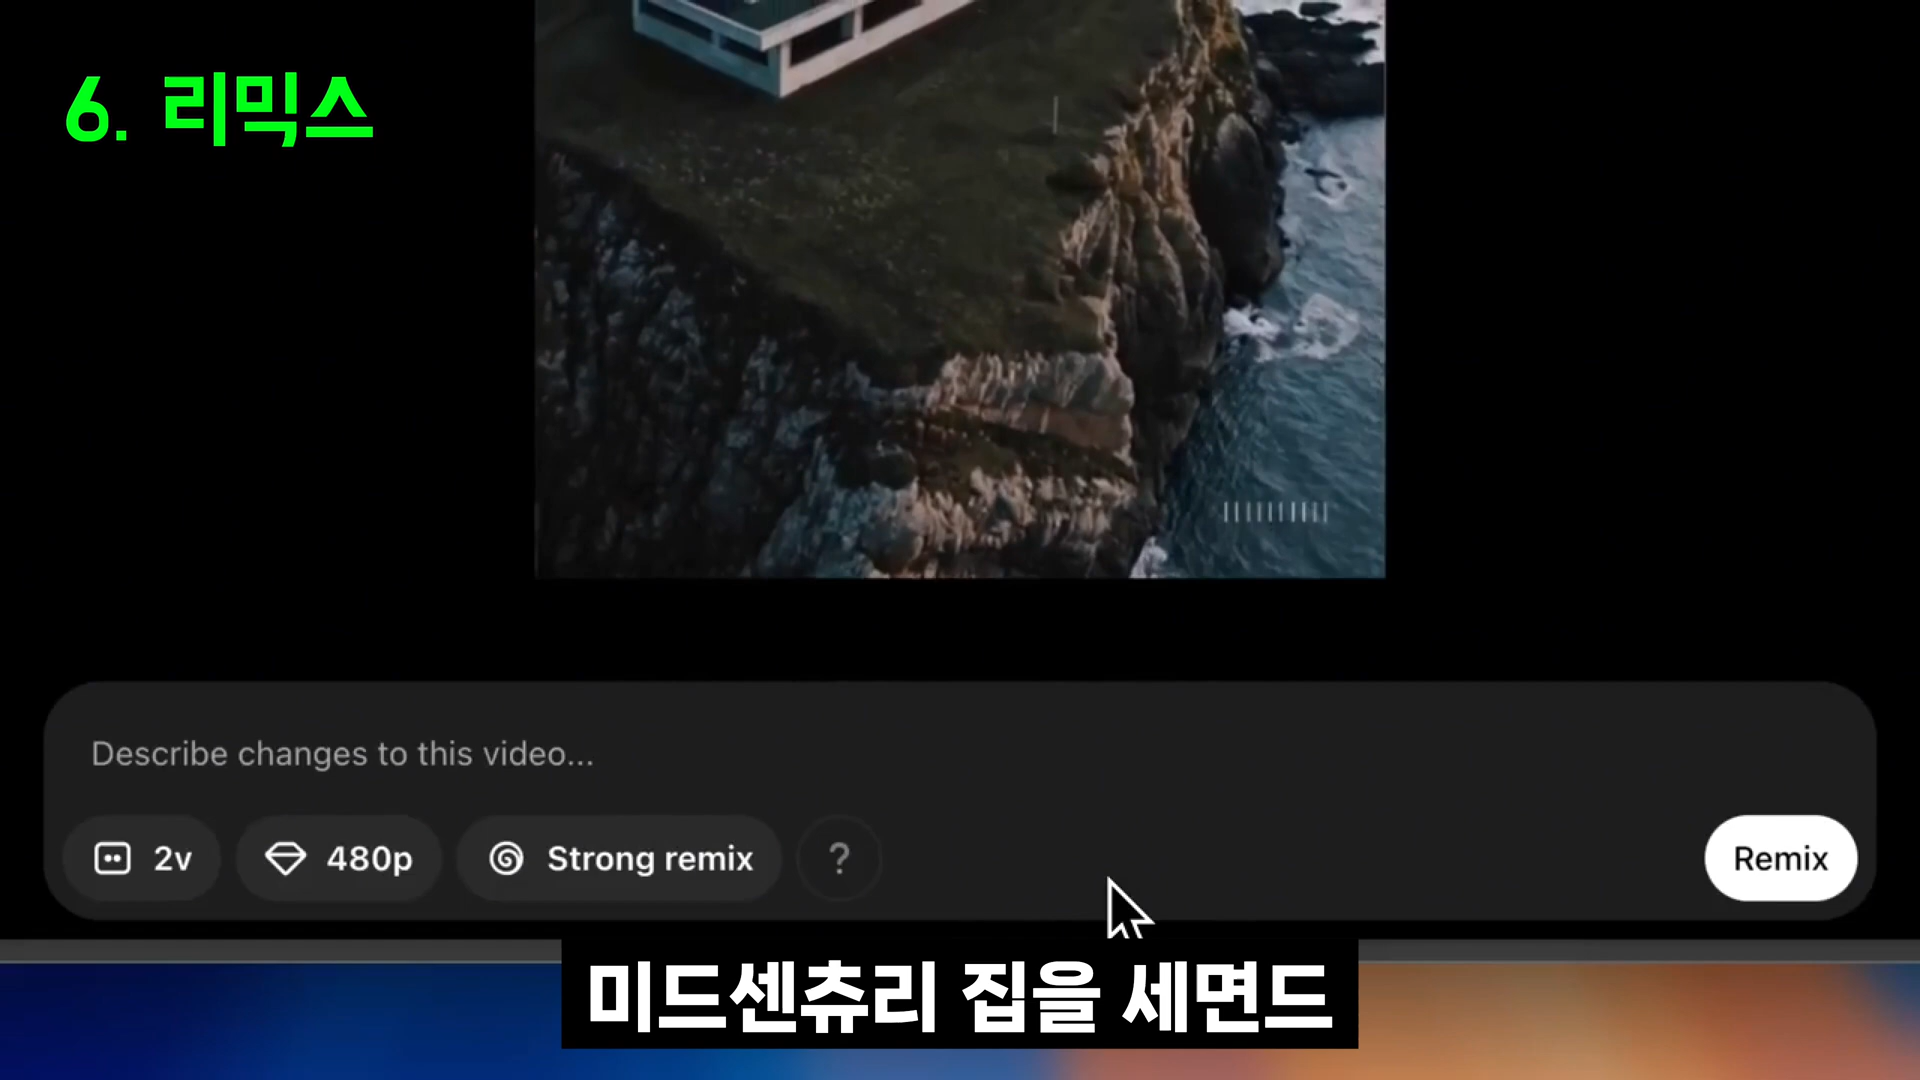 6. 리믹스
Describe changes to this video...
2v
480p
Strong remix
?
Remix
미드센츄리 집을 세면드